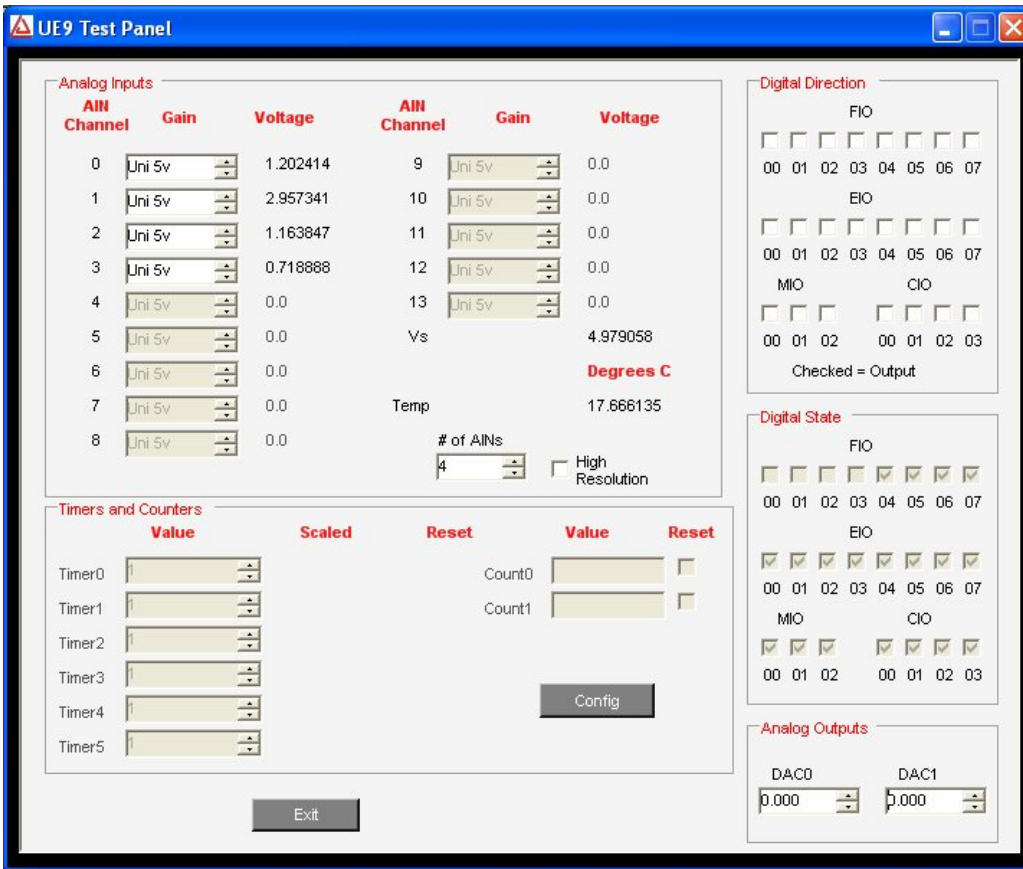 UE9 Test Panel
Analog Inputs
AIN Channel Gain Voltage AIN Channel Gain Voltage
0 Uni 5v 1.202414 9 Uni 5v 0.0
1 Uni 5v 2.957341 10 Uni 5v 0.0
2 Uni 5v 1.163847 11 Uni 5v 0.0
3 Uni 5v 0.718888 12 Uni 5v 0.0
4 Uni 5v 0.0 13 Uni 5v 0.0
5 Uni 5v 0.0 Vs 4.979058
6 Uni 5v 0.0 Degrees C
7 Uni 5v 0.0 Temp 17.666135
8 Uni 5v 0.0 # of AINs
4 High
Resolution
Timers and Counters
Value Scaled Reset Value Reset
Timer0 1 Count0
Timer1 1 Count1
Timer2 1
Timer3 1
Timer4 1
Timer5 1
Config
Exit
Digital Direction
FIO
00 01 02 03 04 05 06 07
EIO
00 01 02 03 04 05 06 07
MIO CIO
00 01 02 00 01 02 03
Checked = Output
Digital State
FIO
00 01 02 03 04 05 06 07
EIO
00 01 02 03 04 05 06 07
MIO CIO
00 01 02 00 01 02 03
Analog Outputs
DAC0 DAC1
0.000 0.000